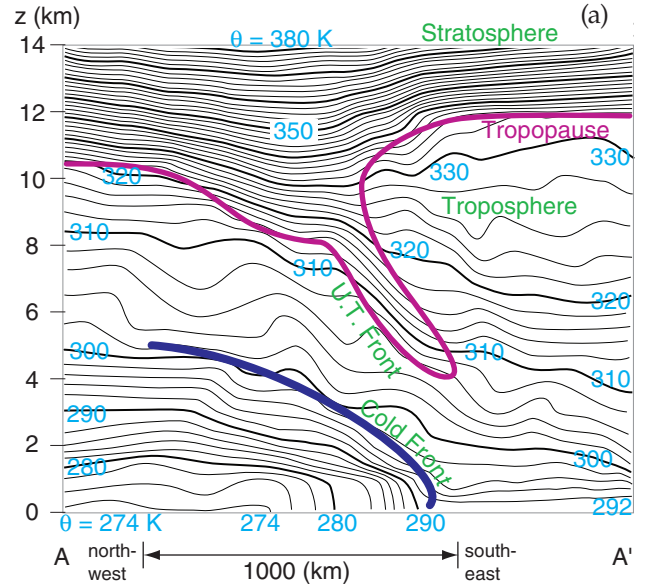 z (km)
(a)
14
θ = 380 K
Stratosphere
12
350
Tropopause
330
330
10
320
Troposphere
310
320
8
310
320
6
U.T. Front
300
310
310
4
Cold Front
290
2
300
280
0
292
θ = 274 K
274
280
290
A
north-
west
1000 (km)
south-
east
A'